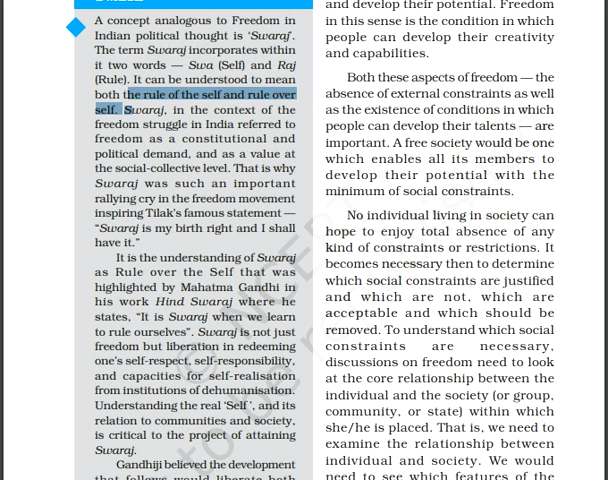 A concept analogous to Freedom in
Indian political thought is ‘Swaraj’.
The term Swaraj incorporates within
it two words — Swa (Self) and Raj
(Rule). It can be understood to mean
both the rule of the self and rule over
self. Swaraj, in the context of the
freedom struggle in India referred to
freedom as a constitutional and
political demand, and as a value at
the social-collective level. That is why
Swaraj was such an important
rallying cry in the freedom movement
inspiring Tilak’s famous statement —
“Swaraj is my birth right and I shall
have it.”
It is the understanding of Swaraj
as Rule over the Self that was
highlighted by Mahatma Gandhi in
his work Hind Swaraj where he
states, “It is Swaraj when we learn
to rule ourselves”. Swaraj is not just
freedom but liberation in redeeming
one’s self-respect, self-responsibility,
and capacities for self-realisation
from institutions of dehumanisation.
Understanding the real ‘Self’, and its
relation to communities and society,
is critical to the project of attaining
Swaraj.
Gandhiji believed the development
that follows would liberate both
and develop their potential. Freedom
in this sense is the condition in which
people can develop their creativity
and capabilities.
Both these aspects of freedom — the
absence of external constraints as well
as the existence of conditions in which
people can develop their talents — are
important. A free society would be one
which enables all its members to
develop their potential with the
minimum of social constraints.
No individual living in society can
hope to enjoy total absence of any
kind of constraints or restrictions. It
becomes necessary then to determine
which social constraints are justified
and which are not, which are
acceptable and which should be
removed. To understand which social
constraints are necessary,
discussions on freedom need to look
at the core relationship between the
individual and the society (or group,
community, or state) within which
she/he is placed. That is, we need to
examine the relationship between
individual and society. We would
need to see which features of the
© NCERT
to be r